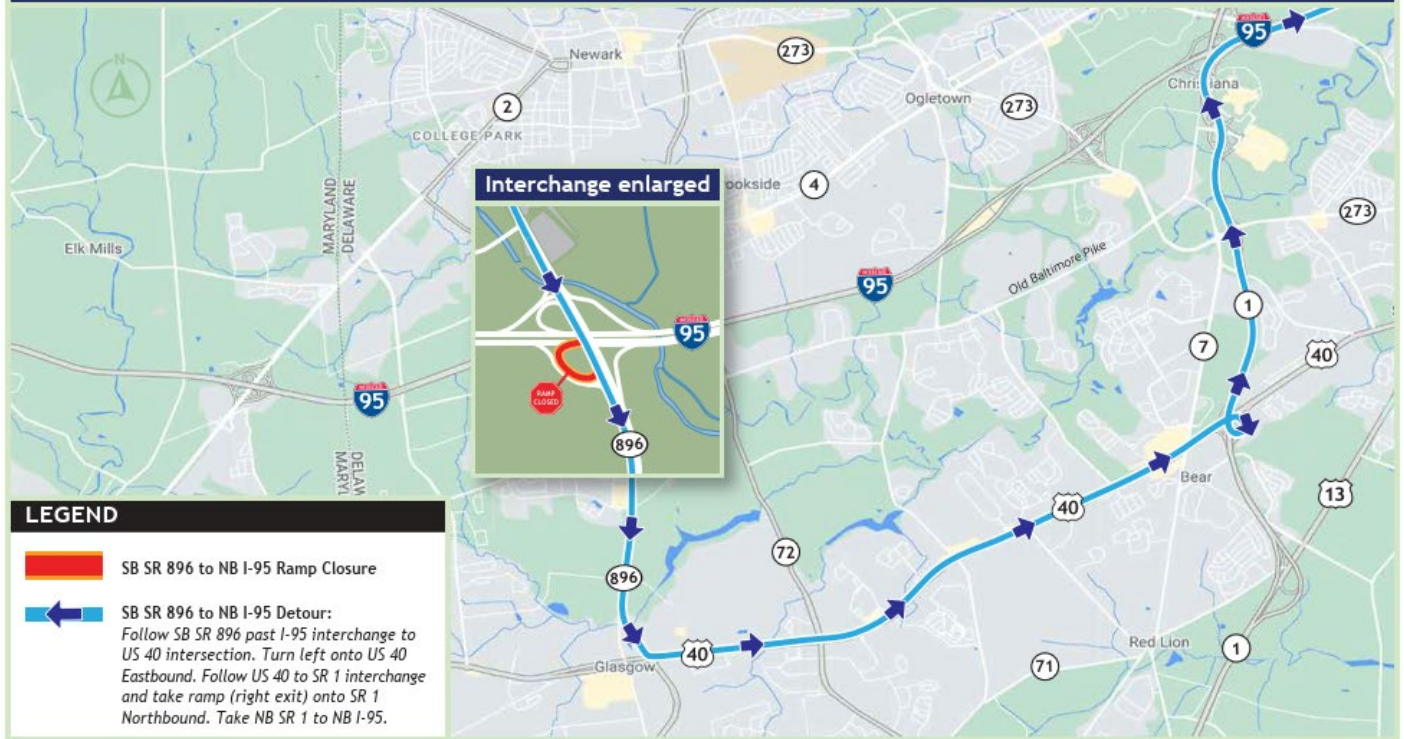 N
Newark
273
95
Christiana
2
COLLEGE PARK
Ogletown
273
Interchange enlarged
ookside
4
MARYLAND
DELAWARE
Elk Mills
273
95
Old Baltimore Pike
95
1
7
40
95
RAMP
CLOSED
896
MARYL
DELAW
Bear
13
40
LEGEND
72
SB SR 896 to NB I-95 Ramp Closure
896
SB SR 896 to NB I-95 Detour:
Follow SB SR 896 past I-95 interchange to
US 40 intersection. Turn left onto US 40
Eastbound. Follow US 40 to SR 1 interchange
and take ramp (right exit) onto SR 1
Northbound. Take NB SR 1 to NB I-95.
40
Glasgow
Red Lion
1
71